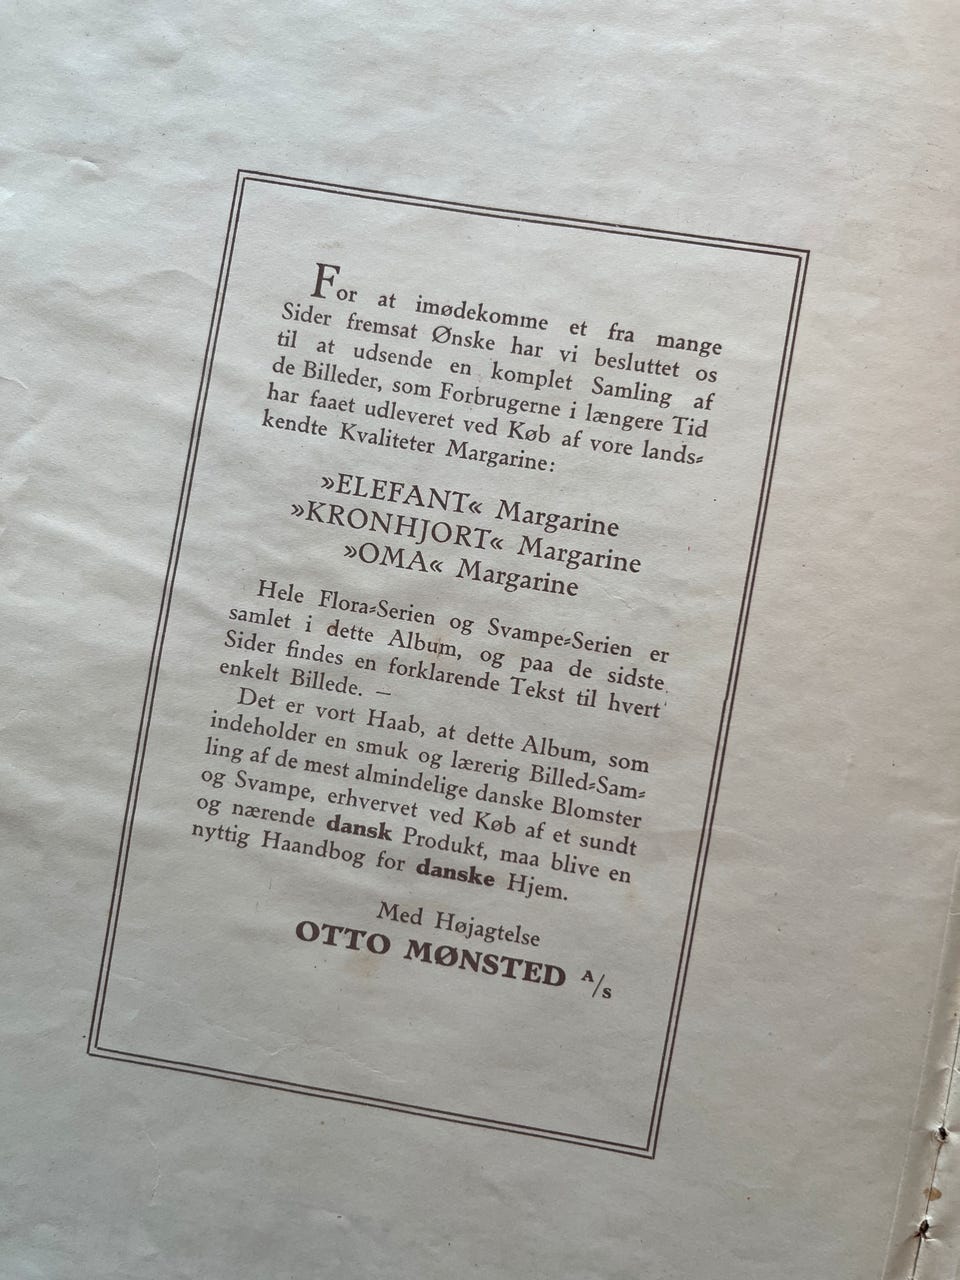 For at imødekomme et fra mange
Sider fremsat Ønske har vi besluttet os
til at udsende en komplet Samling af
de Billeder, som Forbrugerne i længere Tid
har faaet udleveret ved Køb af vore lands=
kendte Kvaliteter Margarine:
»ELEFANT« Margarine
»KRONHJORT« Margarine
»OMA« Margarine
Hele Flora=Serien og Svampe=Serien er
samlet i dette Album, og paa de sidste
Sider findes en forklarende Tekst til hvert
enkelt Billede. —
Det er vort Haab, at dette Album, som
indeholder en smuk og lærerig Billed=Sam=
ling af de mest almindelige danske Blomster
og Svampe, erhvervet ved Køb af et sundt
og nærende dansk Produkt, maa blive en
nyttig Haandbog for danske Hjem.
Med Højagtelse
OTTO MØNSTED A/S